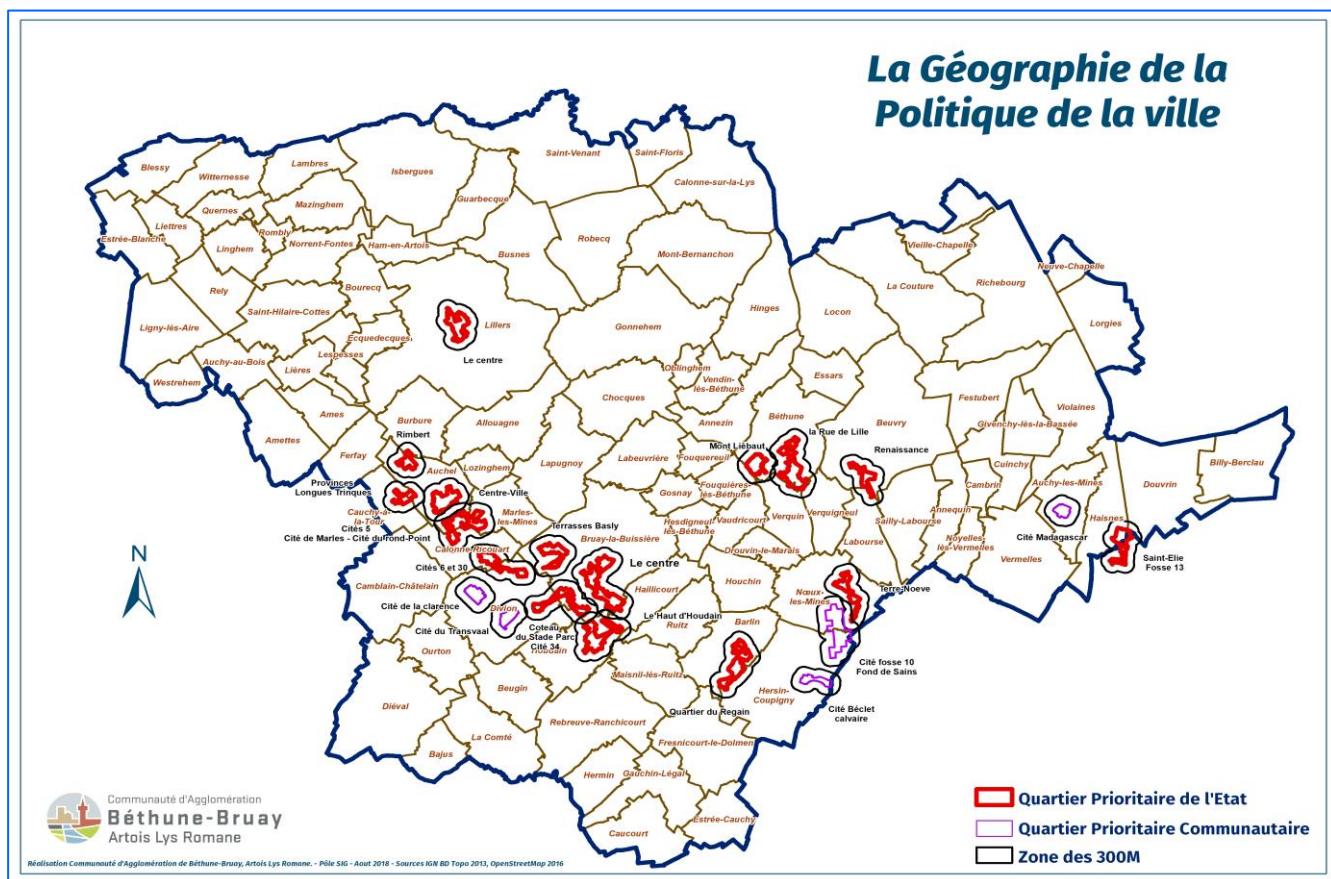 La Géographie de la
Politique de la ville
Blessy
Witternesse
Lambres
Isbergues
Saint-Venant
Saint-Floris
Calonne-sur-la-Lys
Guarbecque
Quernes
Mazinghem
Liettres
Estrée-Blanche
Linghem
Rombly
Norrent-Fontes
Ham-en-Artois
Busnes
Robecq
Mont-Bernanchon
Vieille-Chapelle
Neuve-Chapelle
La Couture
Richebourg
Rely
Bourecq
Saint-Hilaire-Cottes
Ligny-lès-Aire
Ecquedecques
Lillers
Gonnehem
Hinges
Locon
Lorgies
Auchy-au-Bois
Lespesses
Lières
Westrehem
Le centre
Oblinghem
Vendin-
lès-Béthune
Essars
Chocques
Ames
Amettes
Burbure
Allouagne
Annezin
Béthune
Festubert
Violaines
Givenchy-lès-la-Bassée
Rimbert
Ferfay
Auchel
Lozinghem
Lapugnoy
Labeuvrière
Fouquereuil
Mont Liébaut
la Rue de Lille
Beuvry
Renaissance
Cuinchy
Billy-Berclau
Provinces
Longues Trinques
Centre-Ville
Gosnay
Fouquières-
lès-Béthune
Cambrin
Auchy-les-Mines
Douvrin
Cauchy-à-
la-Tour
Marles-
les-Mines
Hesdigneul
lès-Béthune
Vaudricourt
Verquin
Verquigneul
Sailly-Labourse
Annequin
Haisnes
Cités 5
Cité de Marles - Cité du rond-Point
Terrasses Basly
Bruay-la-Buissière
Drouvin-le-Marais
Labourse
Noyelles-
lès-Vermelles
Vermelles
Cité Madagascar
Saint-Elie
Fosse 13
Calonne-Ricouart
Cités 6 et 30
Le centre
Houchin
Camblain-Châtelain
Haillicourt
Nœux-
les-Mines
Terre-Noeve
Cité de la clarence
Divion
Le Haut d'Houdain
Ruitz
Barlin
Cité du Transvaal
Coteau
du Stade Parc
Cité 34
Houdain
Ourton
Maisnil-lès-Ruitz
Cité fosse 10
Fond de Sains
Beugin
Hersin-
Coupigny
Cité Béclet
calvaire
Diéval
Rebreuve-Ranchicourt
Quartier du Regain
La Comté
Bajus
Fresnicourt-le-Dolmen
Hermin
Gauchin-Légal
Caucourt
Estrée-Cauchy
N
Quartier Prioritaire de l'Etat
Quartier Prioritaire Communautaire
Zone des 300M
Communauté d'Agglomération
Béthune-Bruay
Artois Lys Romane
Réalisation Communauté d'Agglomération de Béthune-Bruay, Artois Lys Romane. - Pôle SIG - Aout 2018 - Sources IGN BD Topo 2013, OpenStreetMap 2016